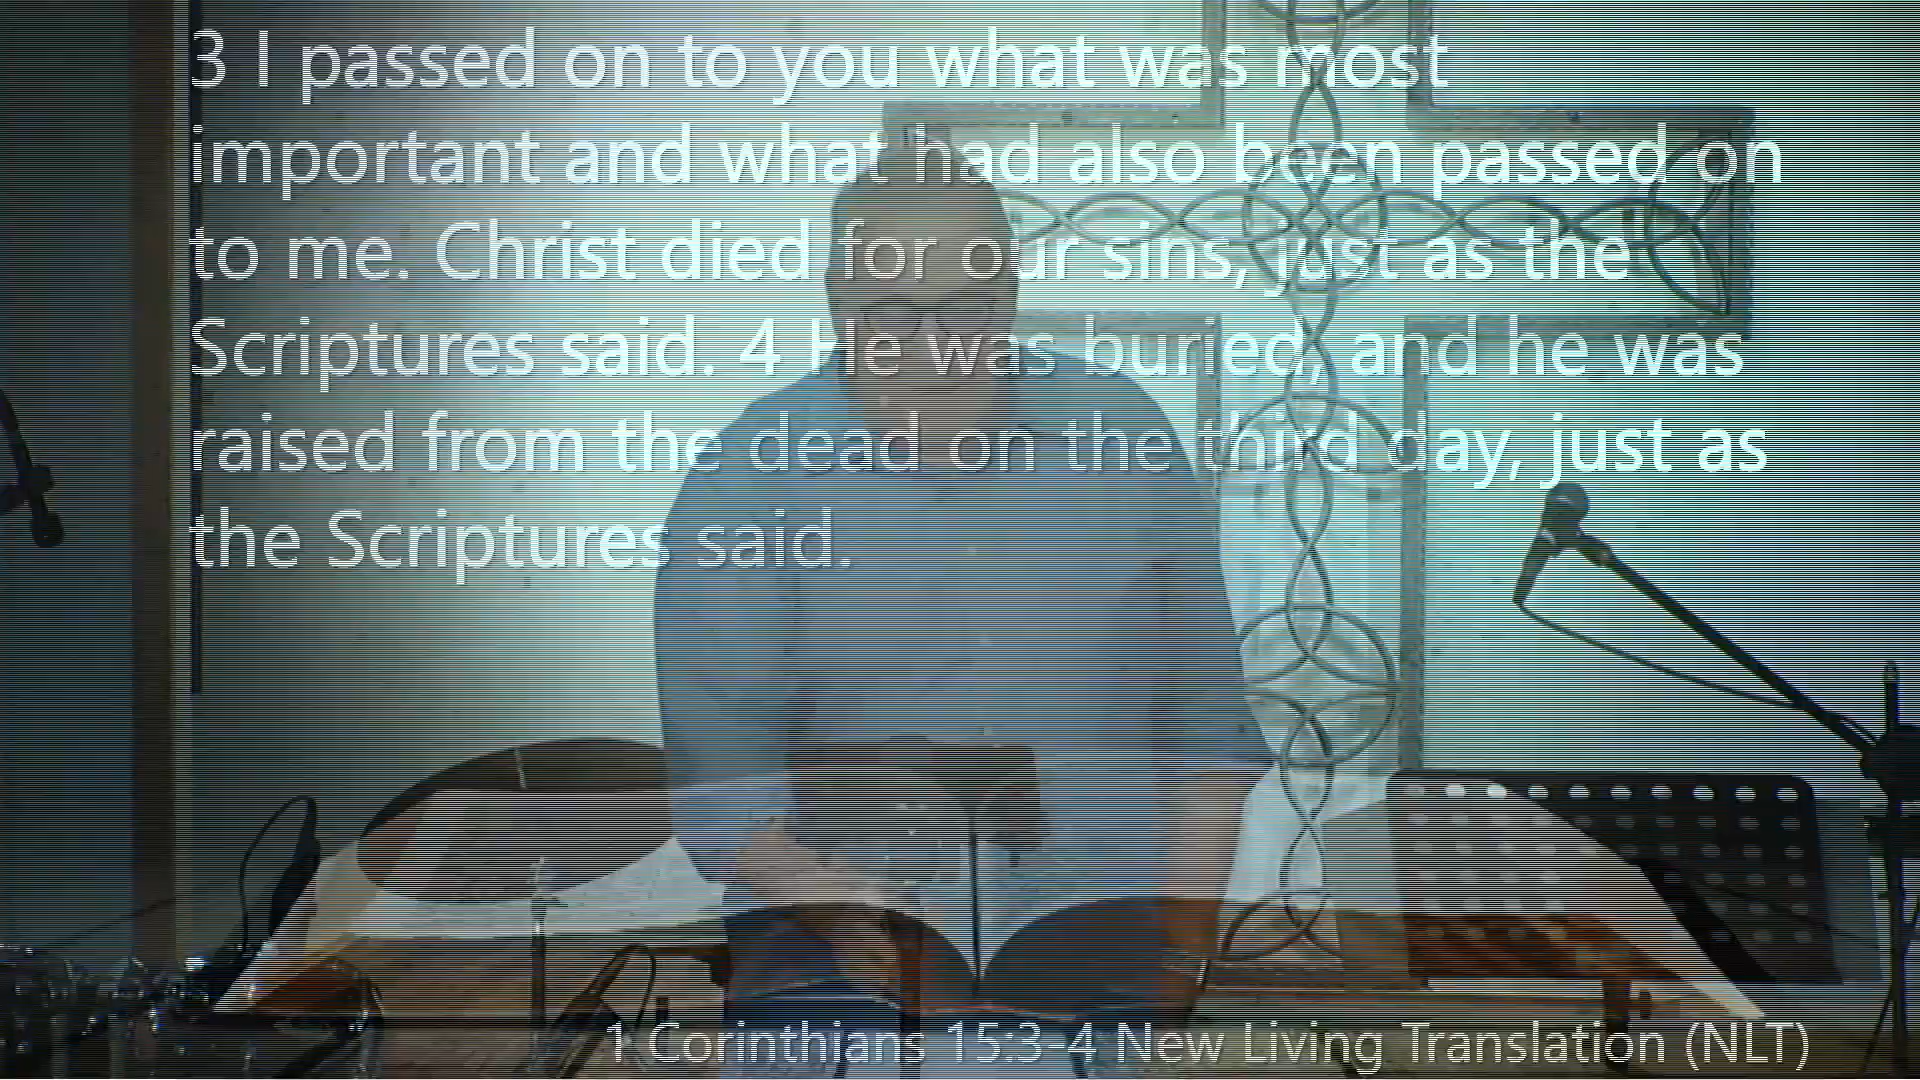 3 I passed on to you what was most
important and what had also been passed on
to me. Christ died for our sins, just as the
Scriptures said. 4 He was buried, and he was
raised from the dead on the third day, just as
the Scriptures said.
1 Corinthians 15:3-4 New Living Translation (NLT)